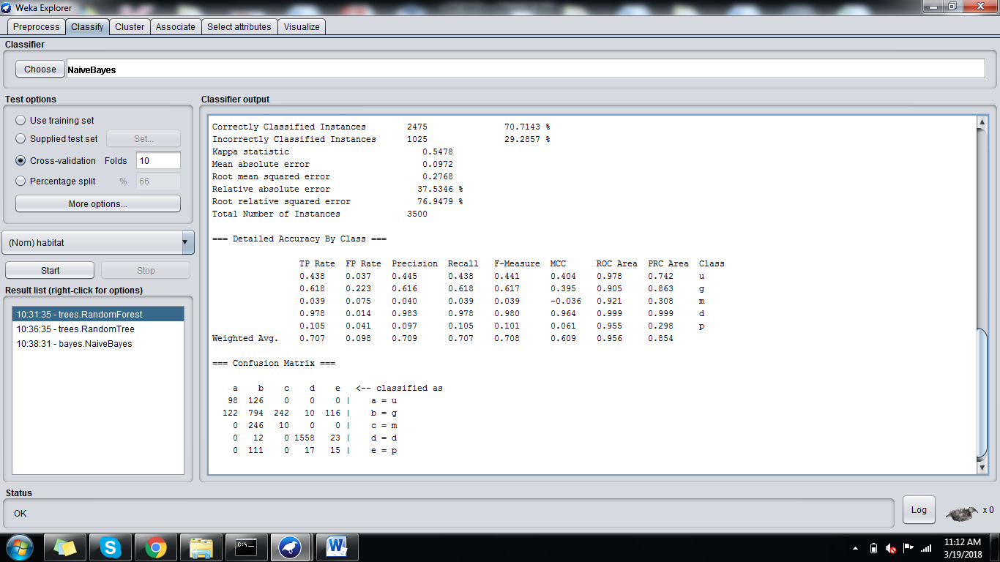 Weka Explorer
Preprocess Classify Cluster Associate Select attributes Visualize
Classifier
Choose NaiveBayes
Test options
Use training set
Supplied test set Set...
Cross-validation Folds 10
Percentage split % 66
More options...
(Nom) habitat
Start Stop
Result list (right-click for options)
10:31:35 - trees.RandomForest
10:36:35 - trees.RandomTree
10:38:31 - bayes.NaiveBayes
Classifier output
Correctly Classified Instances 2475 70.7143 %
Incorrectly Classified Instances 1025 29.2857 %
Kappa statistic 0.5478
Mean absolute error 0.0972
Root mean squared error 0.2768
Relative absolute error 37.5346 %
Root relative squared error 76.9479 %
Total Number of Instances 3500
=== Detailed Accuracy By Class ===
TP Rate FP Rate Precision Recall F-Measure MCC ROC Area PRC Area Class
0.438 0.037 0.445 0.438 0.441 0.404 0.978 0.742 u
0.618 0.223 0.616 0.618 0.617 0.395 0.905 0.863 g
0.039 0.075 0.040 0.039 0.039 -0.036 0.921 0.308 m
0.978 0.014 0.983 0.978 0.980 0.964 0.999 0.999 d
0.105 0.041 0.097 0.105 0.101 0.061 0.955 0.298 p
Weighted Avg. 0.707 0.098 0.709 0.707 0.708 0.609 0.956 0.854
=== Confusion Matrix ===
a b c d e <-- classified as
98 126 0 0 0 | a = u
122 794 242 10 116 | b = g
0 246 10 0 0 | c = m
0 12 0 1558 23 | d = d
0 111 0 17 15 | e = p
Status
OK
Log x 0
C:\_
11:12 AM
3/19/2018